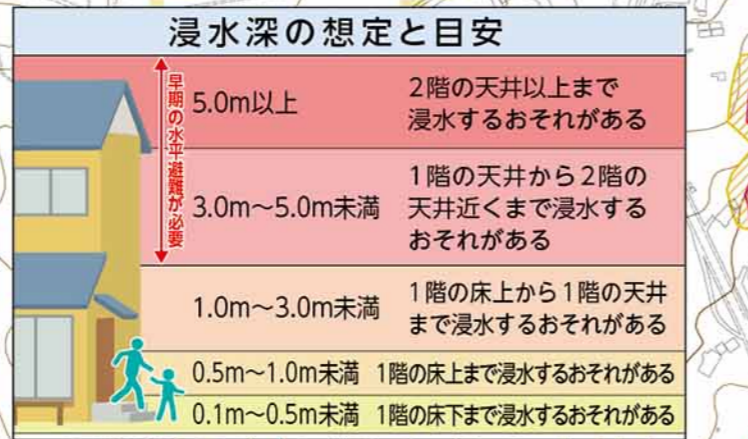 浸水深の想定と目安
早期の水平避難が必要
5.0m以上
2階の天井以上まで
浸水するおそれがある
3.0m～5.0m未満
1階の天井から2階の
天井近くまで浸水する
おそれがある
1.0m～3.0m未満
1階の床上から1階の天井
まで浸水するおそれがある
0.5m～1.0m未満 1階の床上まで浸水するおそれがある
0.1m～0.5m未満 1階の床下まで浸水するおそれがある